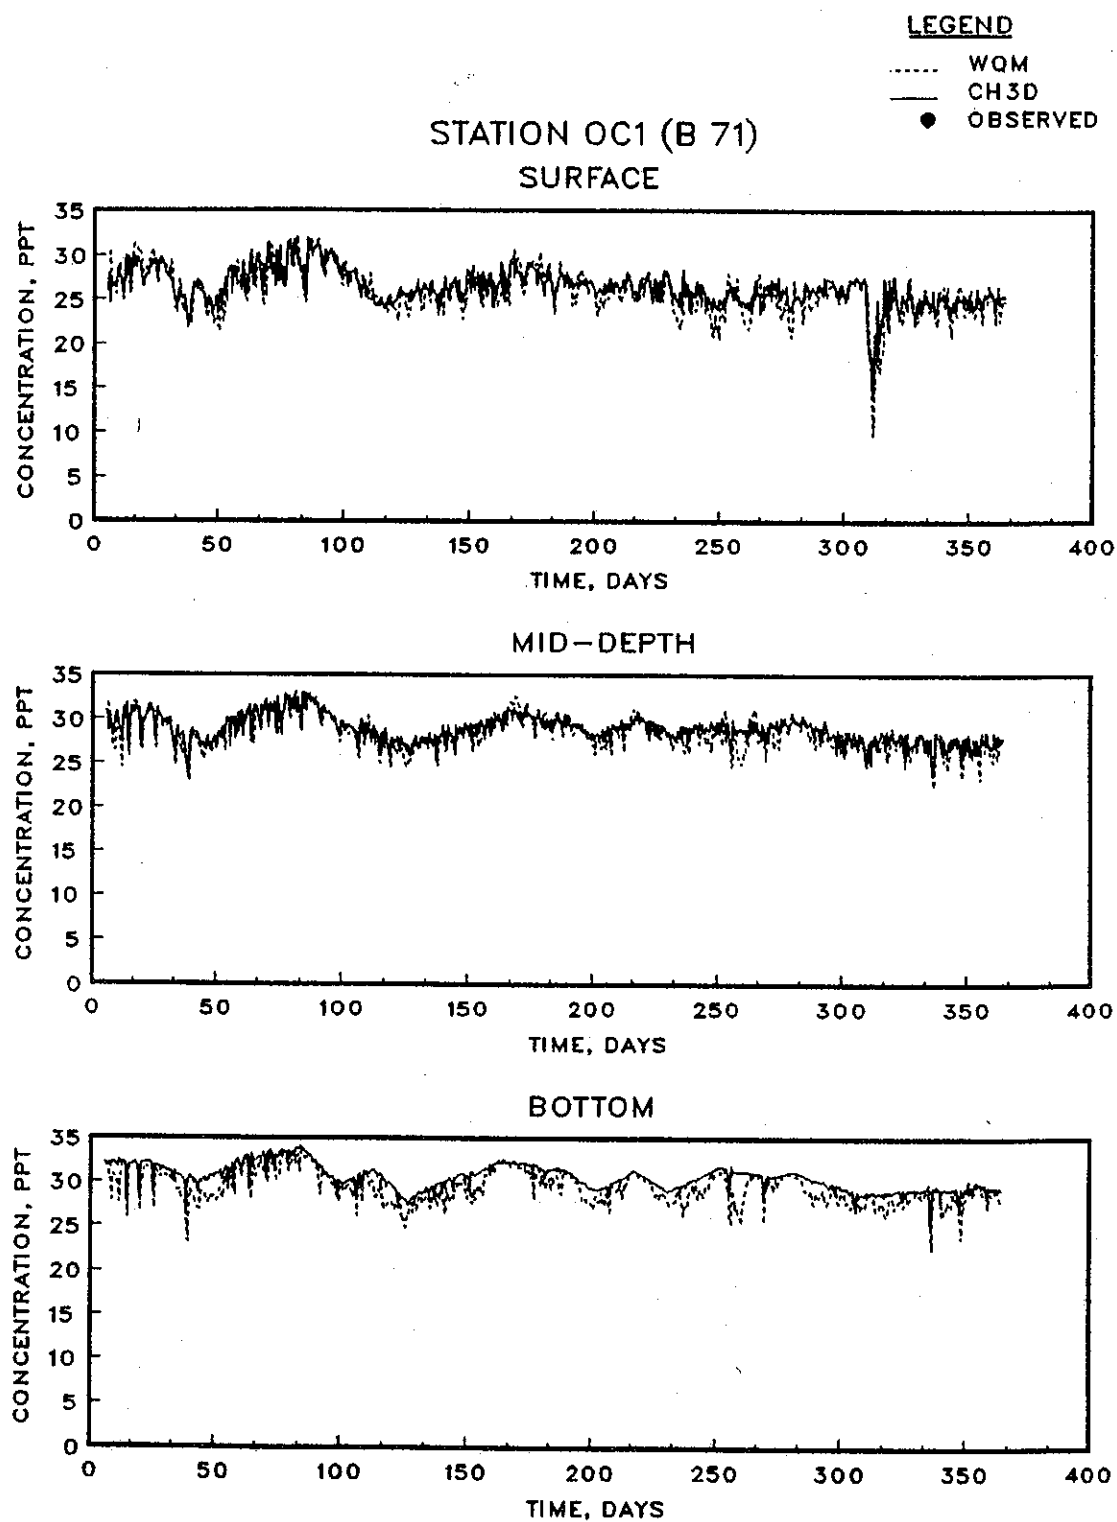 LEGEND
WQM
CH3D
OBSERVED
STATION OC1 (B 71)
SURFACE
CONCENTRATION, PPT
35
30
25
20
15
10
5
0
0 50 100 150 200 250 300 350 400
TIME, DAYS
MID-DEPTH
CONCENTRATION, PPT
35
30
25
20
15
10
5
0
0 50 100 150 200 250 300 350 400
TIME, DAYS
BOTTOM
CONCENTRATION, PPT
35
30
25
20
15
10
5
0
0 50 100 150 200 250 300 350 400
TIME, DAYS